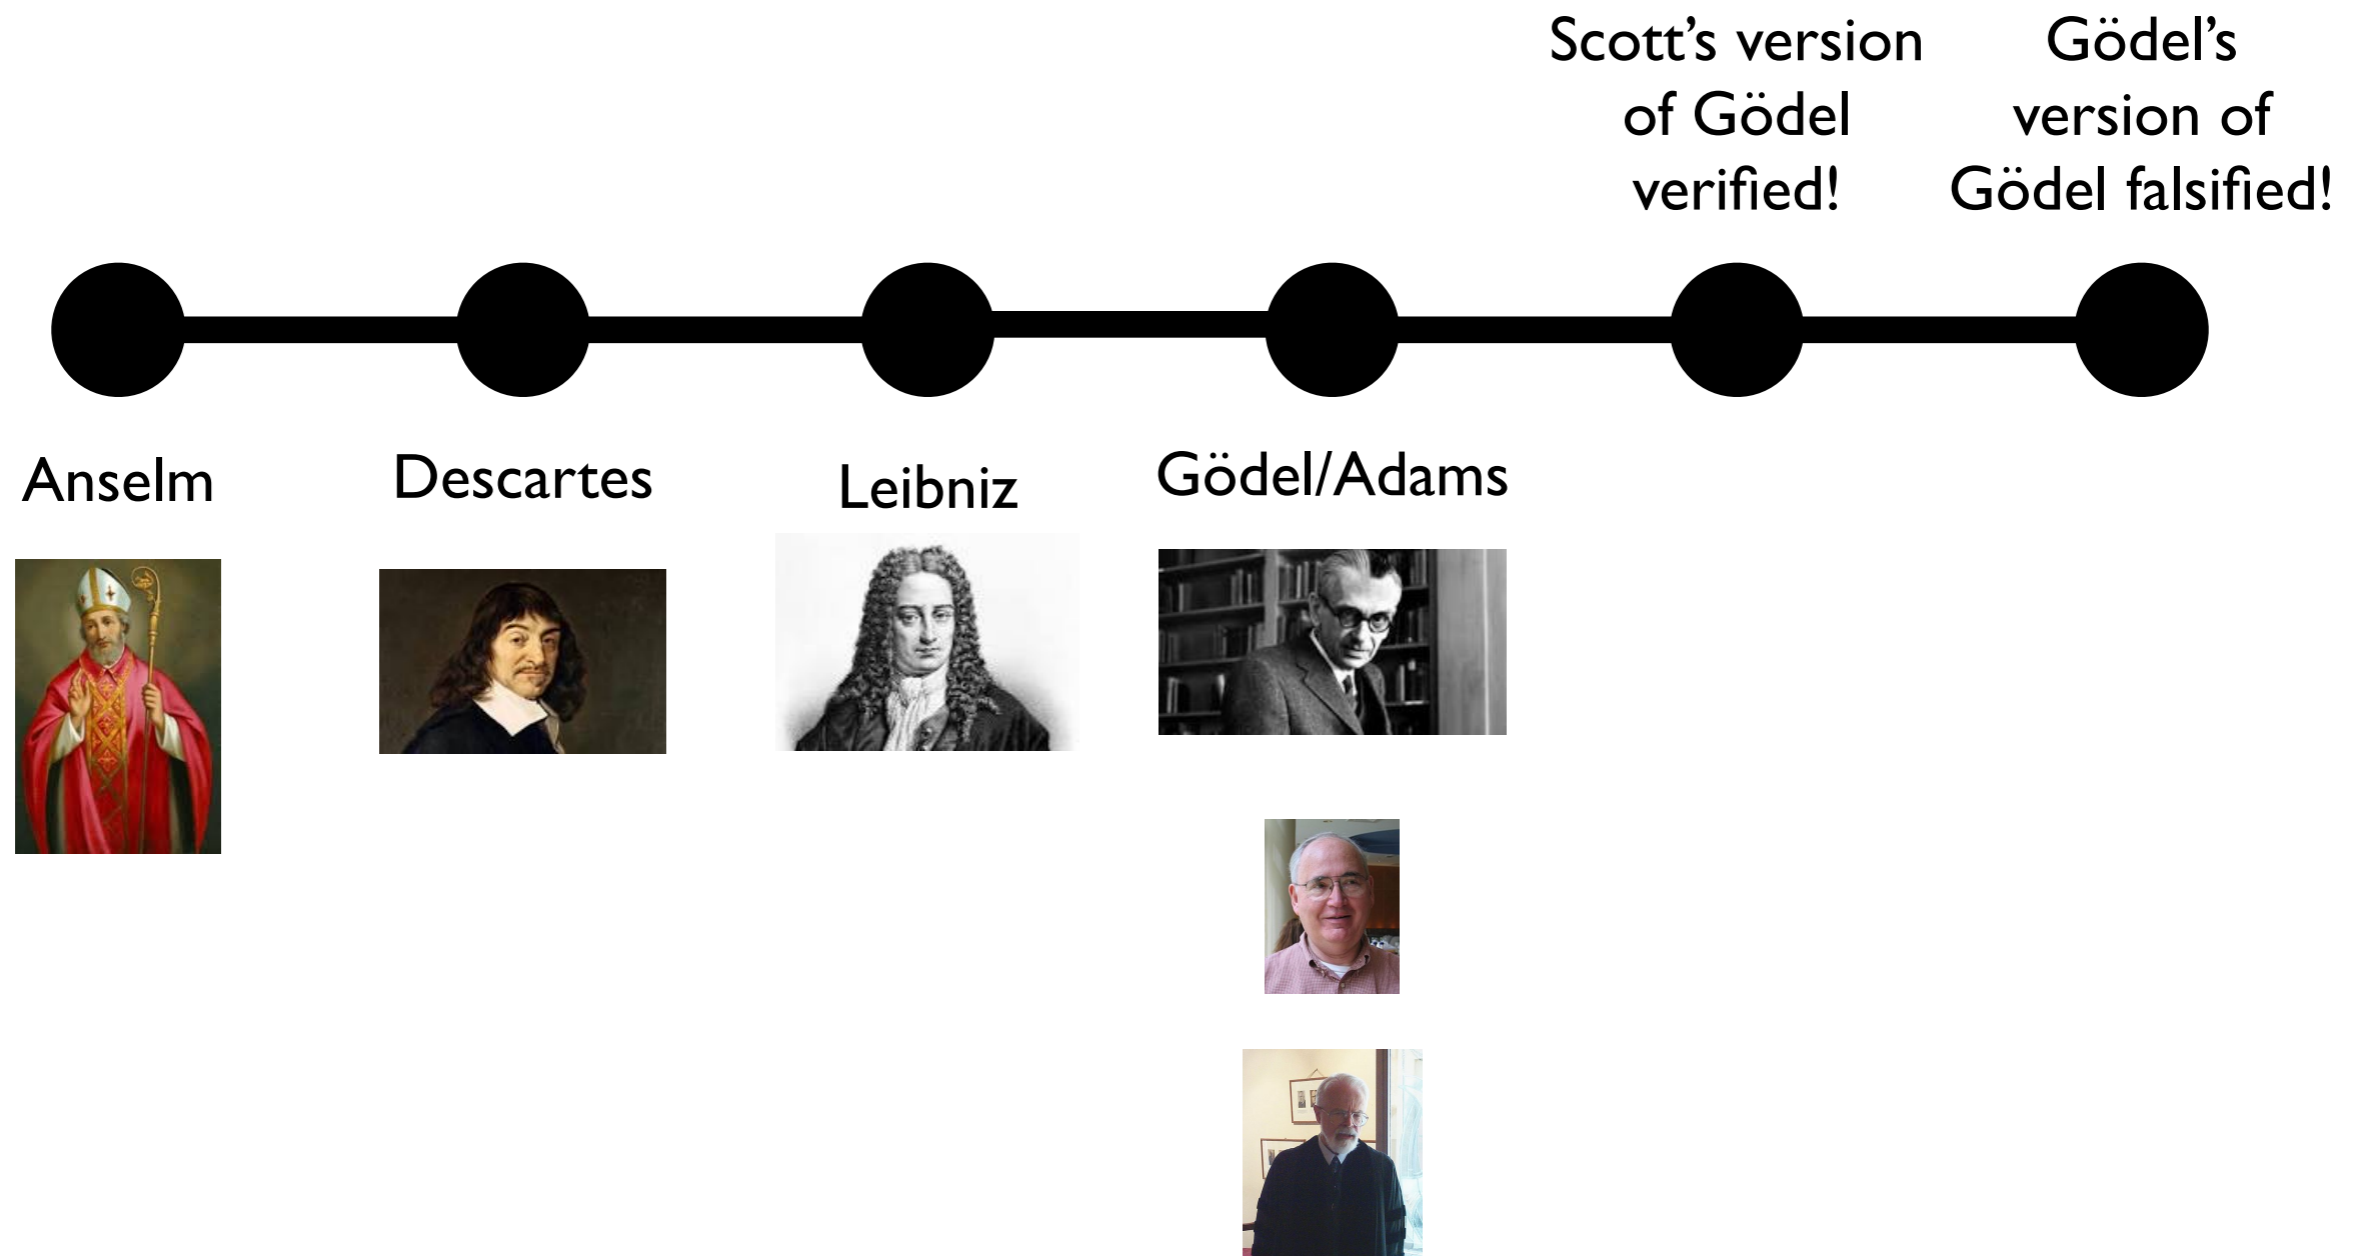 Scott’s version
of Gödel
verified!
Gödel’s
version of
Gödel falsified!
Anselm
Descartes
Leibniz
Gödel/Adams